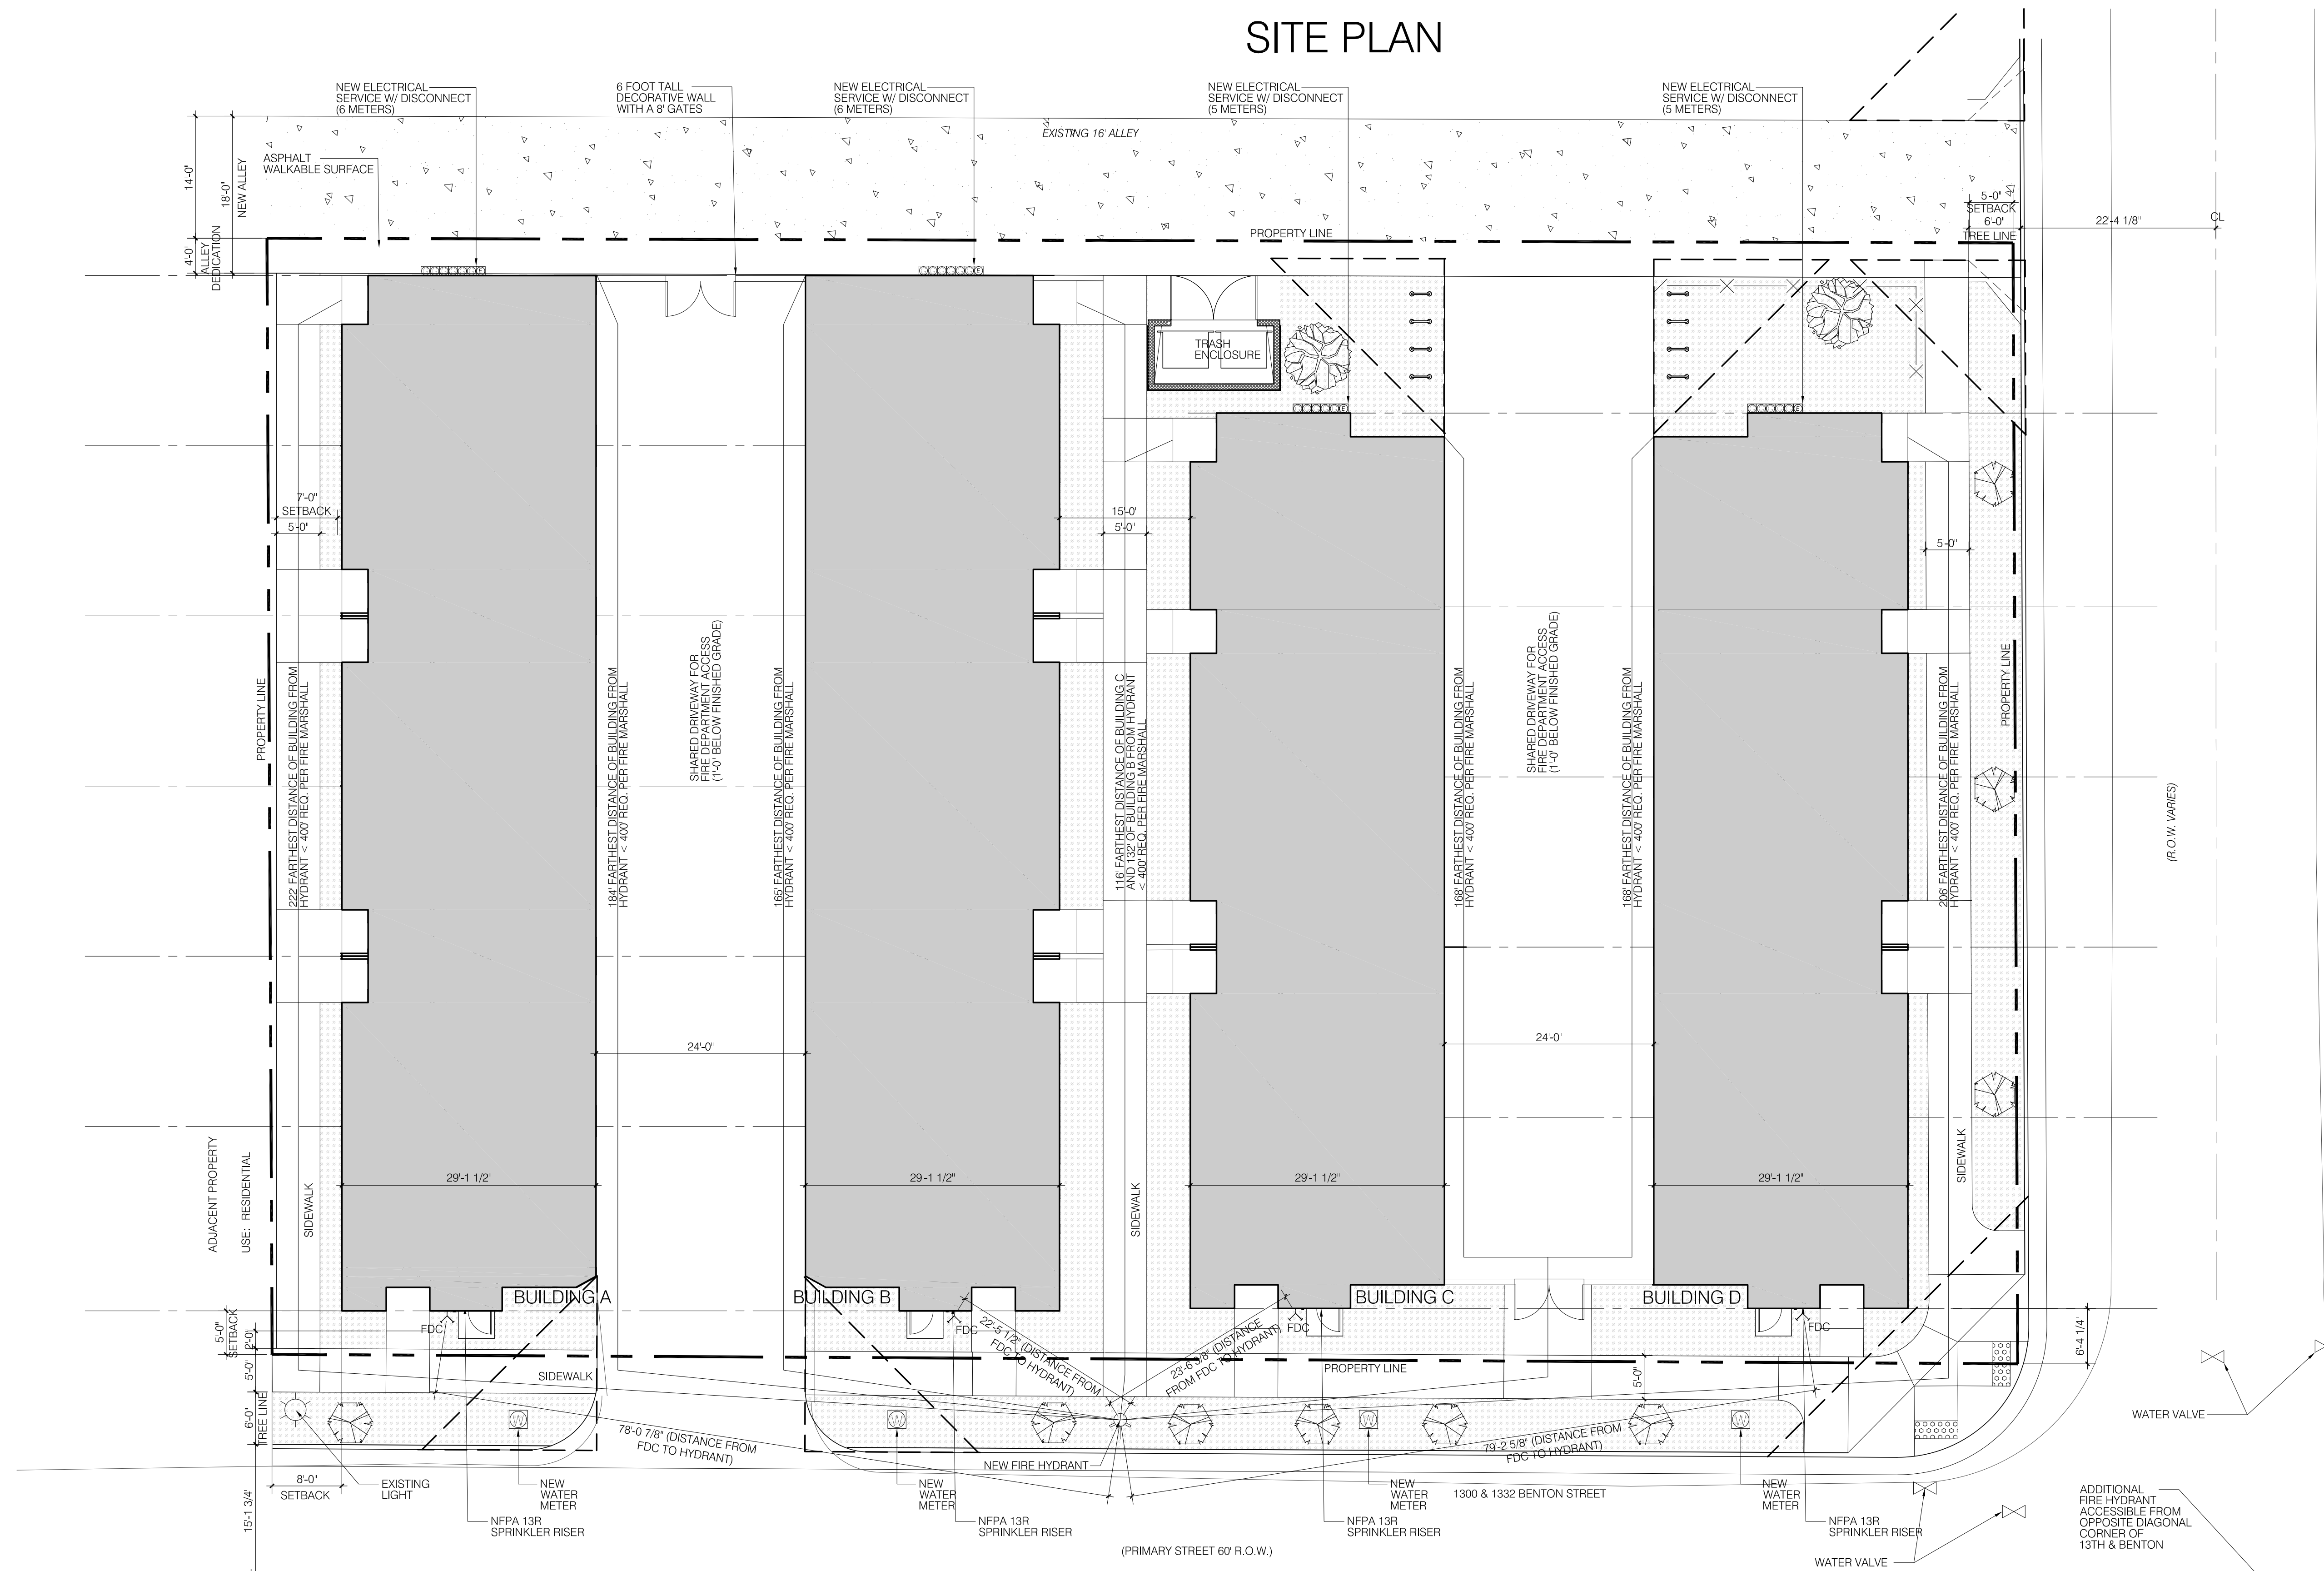 SITE PLAN
NEW ELECTRICAL
SERVICE W/ DISCONNECT
(6 METERS)
6 FOOT TALL
DECORATIVE WALL
WITH A 8' GATES
NEW ELECTRICAL
SERVICE W/ DISCONNECT
(6 METERS)
NEW ELECTRICAL
SERVICE W/ DISCONNECT
(5 METERS)
NEW ELECTRICAL
SERVICE W/ DISCONNECT
(5 METERS)
EXISTING 16' ALLEY
ASPHALT
WALKABLE SURFACE
14'-0"
18'-0"
NEW ALLEY
4'-0"
ALLEY
DEDICATION
5'-0"
SETBACK
6'-0"
TREE LINE
22'-4 1/8"
CL
PROPERTY LINE
TRASH
ENCLOSURE
7'-0"
SETBACK
5'-0"
15'-0"
5'-0"
5'-0"
PROPERTY LINE
222' FARTHEST DISTANCE OF BUILDING FROM
HYDRANT < 400' REQ. PER FIRE MARSHALL
184' FARTHEST DISTANCE OF BUILDING FROM
HYDRANT < 400' REQ. PER FIRE MARSHALL
SHARED DRIVEWAY FOR
FIRE DEPARTMENT ACCESS
(1'-0" BELOW FINISHED GRADE)
165' FARTHEST DISTANCE OF BUILDING FROM
HYDRANT < 400' REQ. PER FIRE MARSHALL
116' FARTHEST DISTANCE OF BUILDING C
AND 132' OF BUILDING B FROM HYDRANT
< 400' REQ. PER FIRE MARSHALL
168' FARTHEST DISTANCE OF BUILDING FROM
HYDRANT < 400' REQ. PER FIRE MARSHALL
SHARED DRIVEWAY FOR
FIRE DEPARTMENT ACCESS
(1'-0" BELOW FINISHED GRADE)
168' FARTHEST DISTANCE OF BUILDING FROM
HYDRANT < 400' REQ. PER FIRE MARSHALL
206' FARTHEST DISTANCE OF BUILDING FROM
HYDRANT < 400' REQ. PER FIRE MARSHALL
PROPERTY LINE
(R.O.W. VARIES)
24'-0"
24'-0"
ADJACENT PROPERTY
USE: RESIDENTIAL
SIDEWALK
29'-1 1/2"
29'-1 1/2"
SIDEWALK
29'-1 1/2"
29'-1 1/2"
SIDEWALK
BUILDING A
BUILDING B
BUILDING C
BUILDING D
FDC
FDC
FDC
FDC
5'-0"
SETBACK
2'-0"
5'-0"
6'-0"
TREE LINE
15'-1 3/4"
SIDEWALK
22'-5 1/2" (DISTANCE FROM
FDC TO HYDRANT)
23'-6 3/8" (DISTANCE
FROM FDC TO HYDRANT)
PROPERTY LINE
5'-0"
6'-4 1/4"
W
W
W
W
78'-0 7/8" (DISTANCE FROM
FDC TO HYDRANT)
79'-2 5/8" (DISTANCE FROM
FDC TO HYDRANT)
NEW FIRE HYDRANT
8'-0"
SETBACK
EXISTING
LIGHT
NEW
WATER
METER
NEW
WATER
METER
NEW
WATER
METER
NEW
WATER
METER
1300 & 1332 BENTON STREET
NFPA 13R
SPRINKLER RISER
NFPA 13R
SPRINKLER RISER
NFPA 13R
SPRINKLER RISER
NFPA 13R
SPRINKLER RISER
(PRIMARY STREET 60' R.O.W.)
WATER VALVE
WATER VALVE
ADDITIONAL
FIRE HYDRANT
ACCESSIBLE FROM
OPPOSITE DIAGONAL
CORNER OF
13TH & BENTON